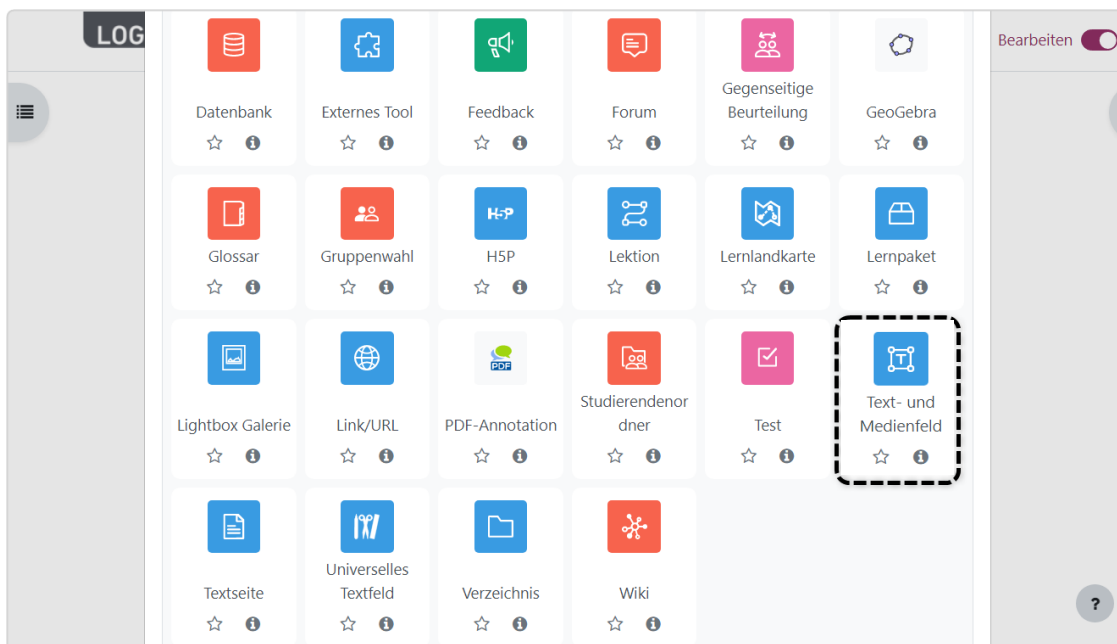 LOG
Bearbeiten
Datenbank
Externes Tool
Feedback
Forum
Gegenseitige
Beurteilung
GeoGebra
Glossar
Gruppenwahl
H5P
H5P
Lektion
Lernlandkarte
Lernpaket
Lightbox Galerie
Link/URL
PDF
PDF-Annotation
Studierendenor
dner
Test
T
Text- und
Medienfeld
Textseite
Universelles
Textfeld
Verzeichnis
Wiki
?